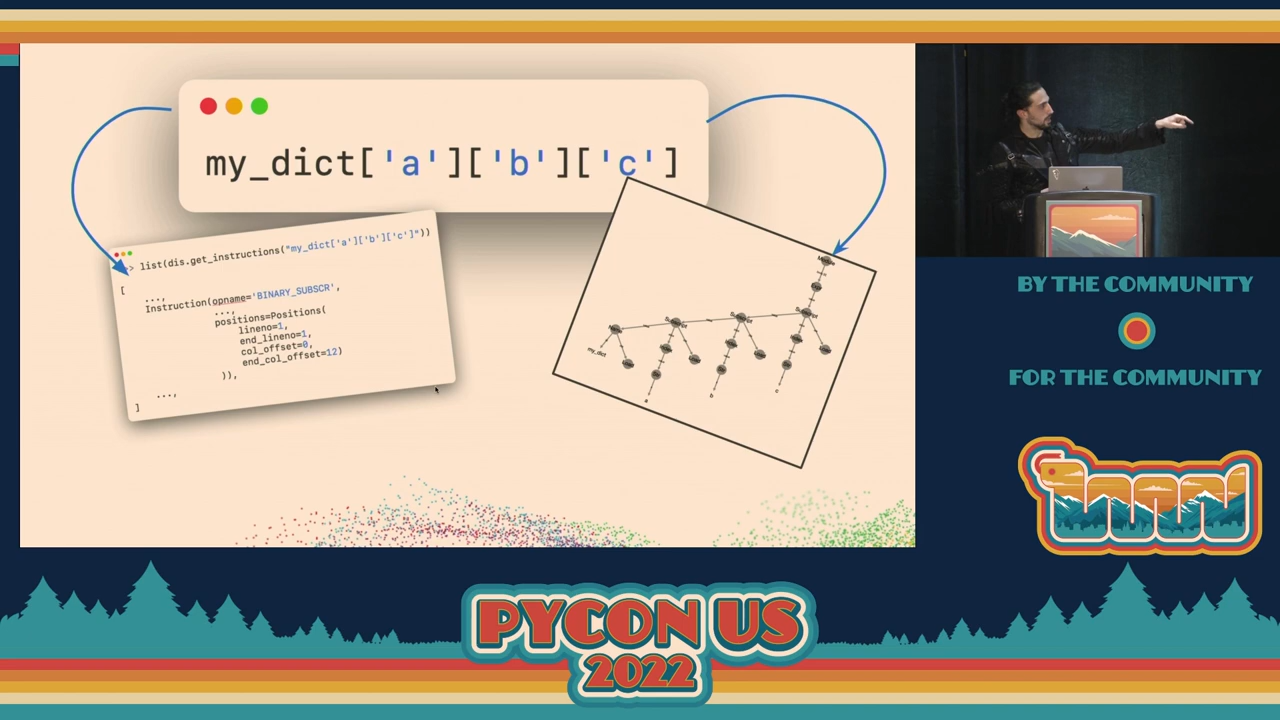 my_dict['a']['b']['c']
> list(dis.get_instructions("my_dict['a']['b']['c']"))
[
...,
Instruction(opname='BINARY_SUBSCR',
...,
positions=Positions(
lineno=1,
end_lineno=1,
col_offset=0,
end_col_offset=12)
)),
...,
]
my_dict
a
b
c
BY THE COMMUNITY
FOR THE COMMUNITY
PYCON US
2022